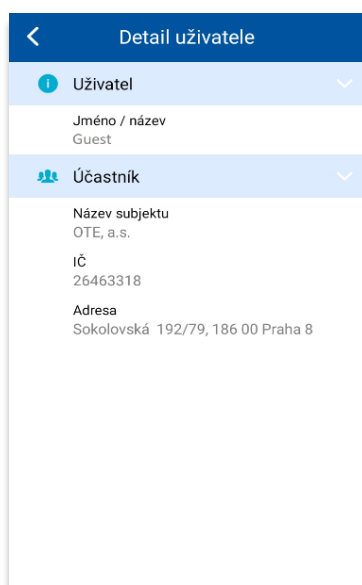 Detail uživatele
Uživatel
Jméno / název
Guest
Účastník
Název subjektu
OTE, a.s.
IČ
26463318
Adresa
Sokolovská 192/79, 186 00 Praha 8